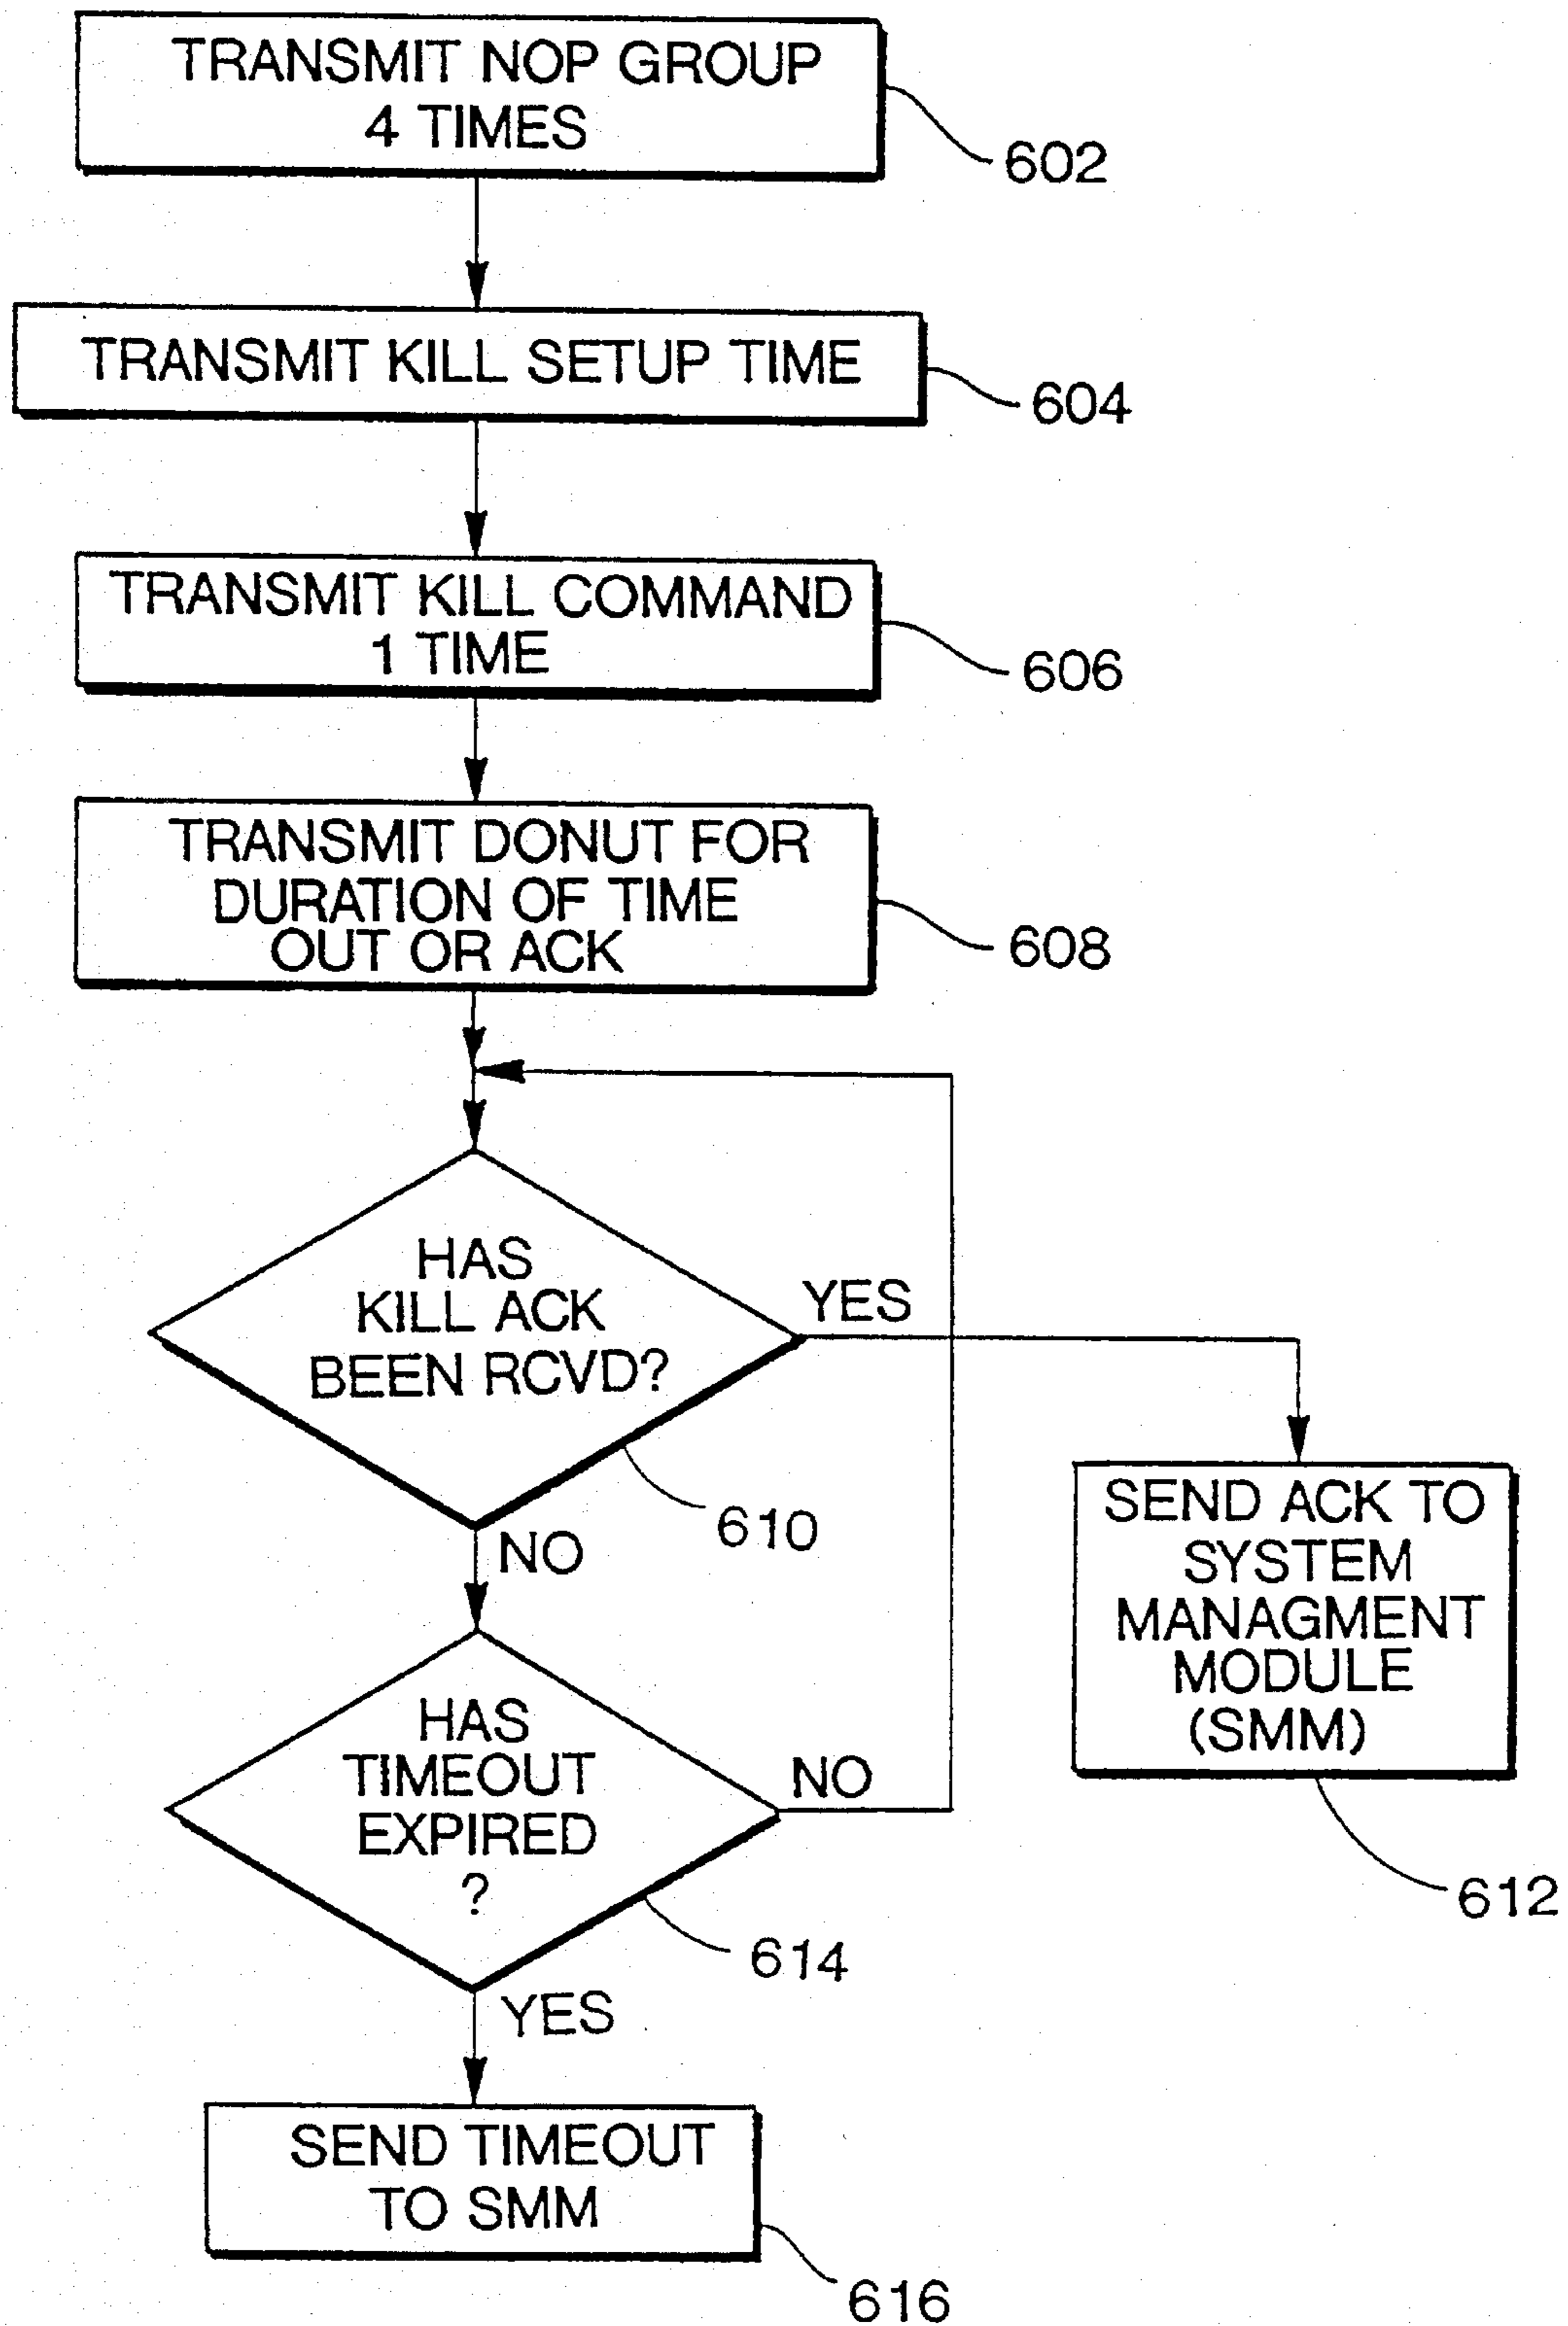 TRANSMIT NOP GROUP
4 TIMES
602
TRANSMIT KILL SETUP TIME
604
TRANSMIT KILL COMMAND
1 TIME
606
TRANSMIT DONUT FOR
DURATION OF TIME
OUT OR ACK
608
HAS
KILL ACK
BEEN RCVD?
YES
610
NO
SEND ACK TO
SYSTEM
MANAGMENT
MODULE
(SMM)
612
HAS
TIMEOUT
EXPIRED
?
NO
614
YES
SEND TIMEOUT
TO SMM
616